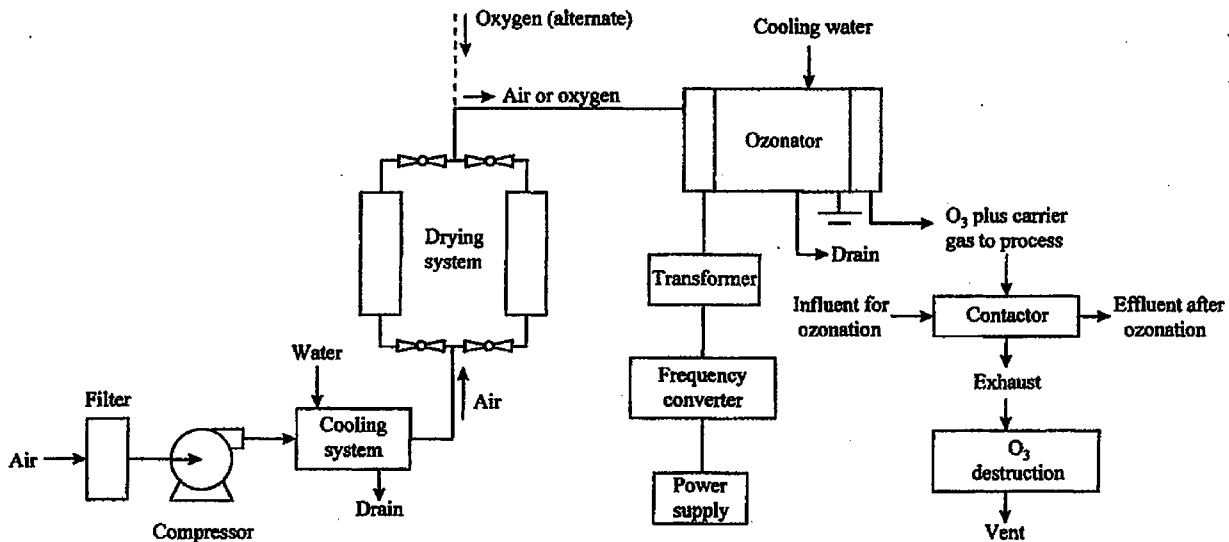 Oxygen (alternate)
Cooling water
Air or oxygen
Ozonator
Drying
system
O₃ plus carrier
gas to process
Drain
Transformer
Influent for
ozonation
Contactor
Effluent after
ozonation
Water
Frequency
converter
Exhaust
Filter
Air
Cooling
system
O₃
destruction
Air
Power
supply
Drain
Compressor
Vent